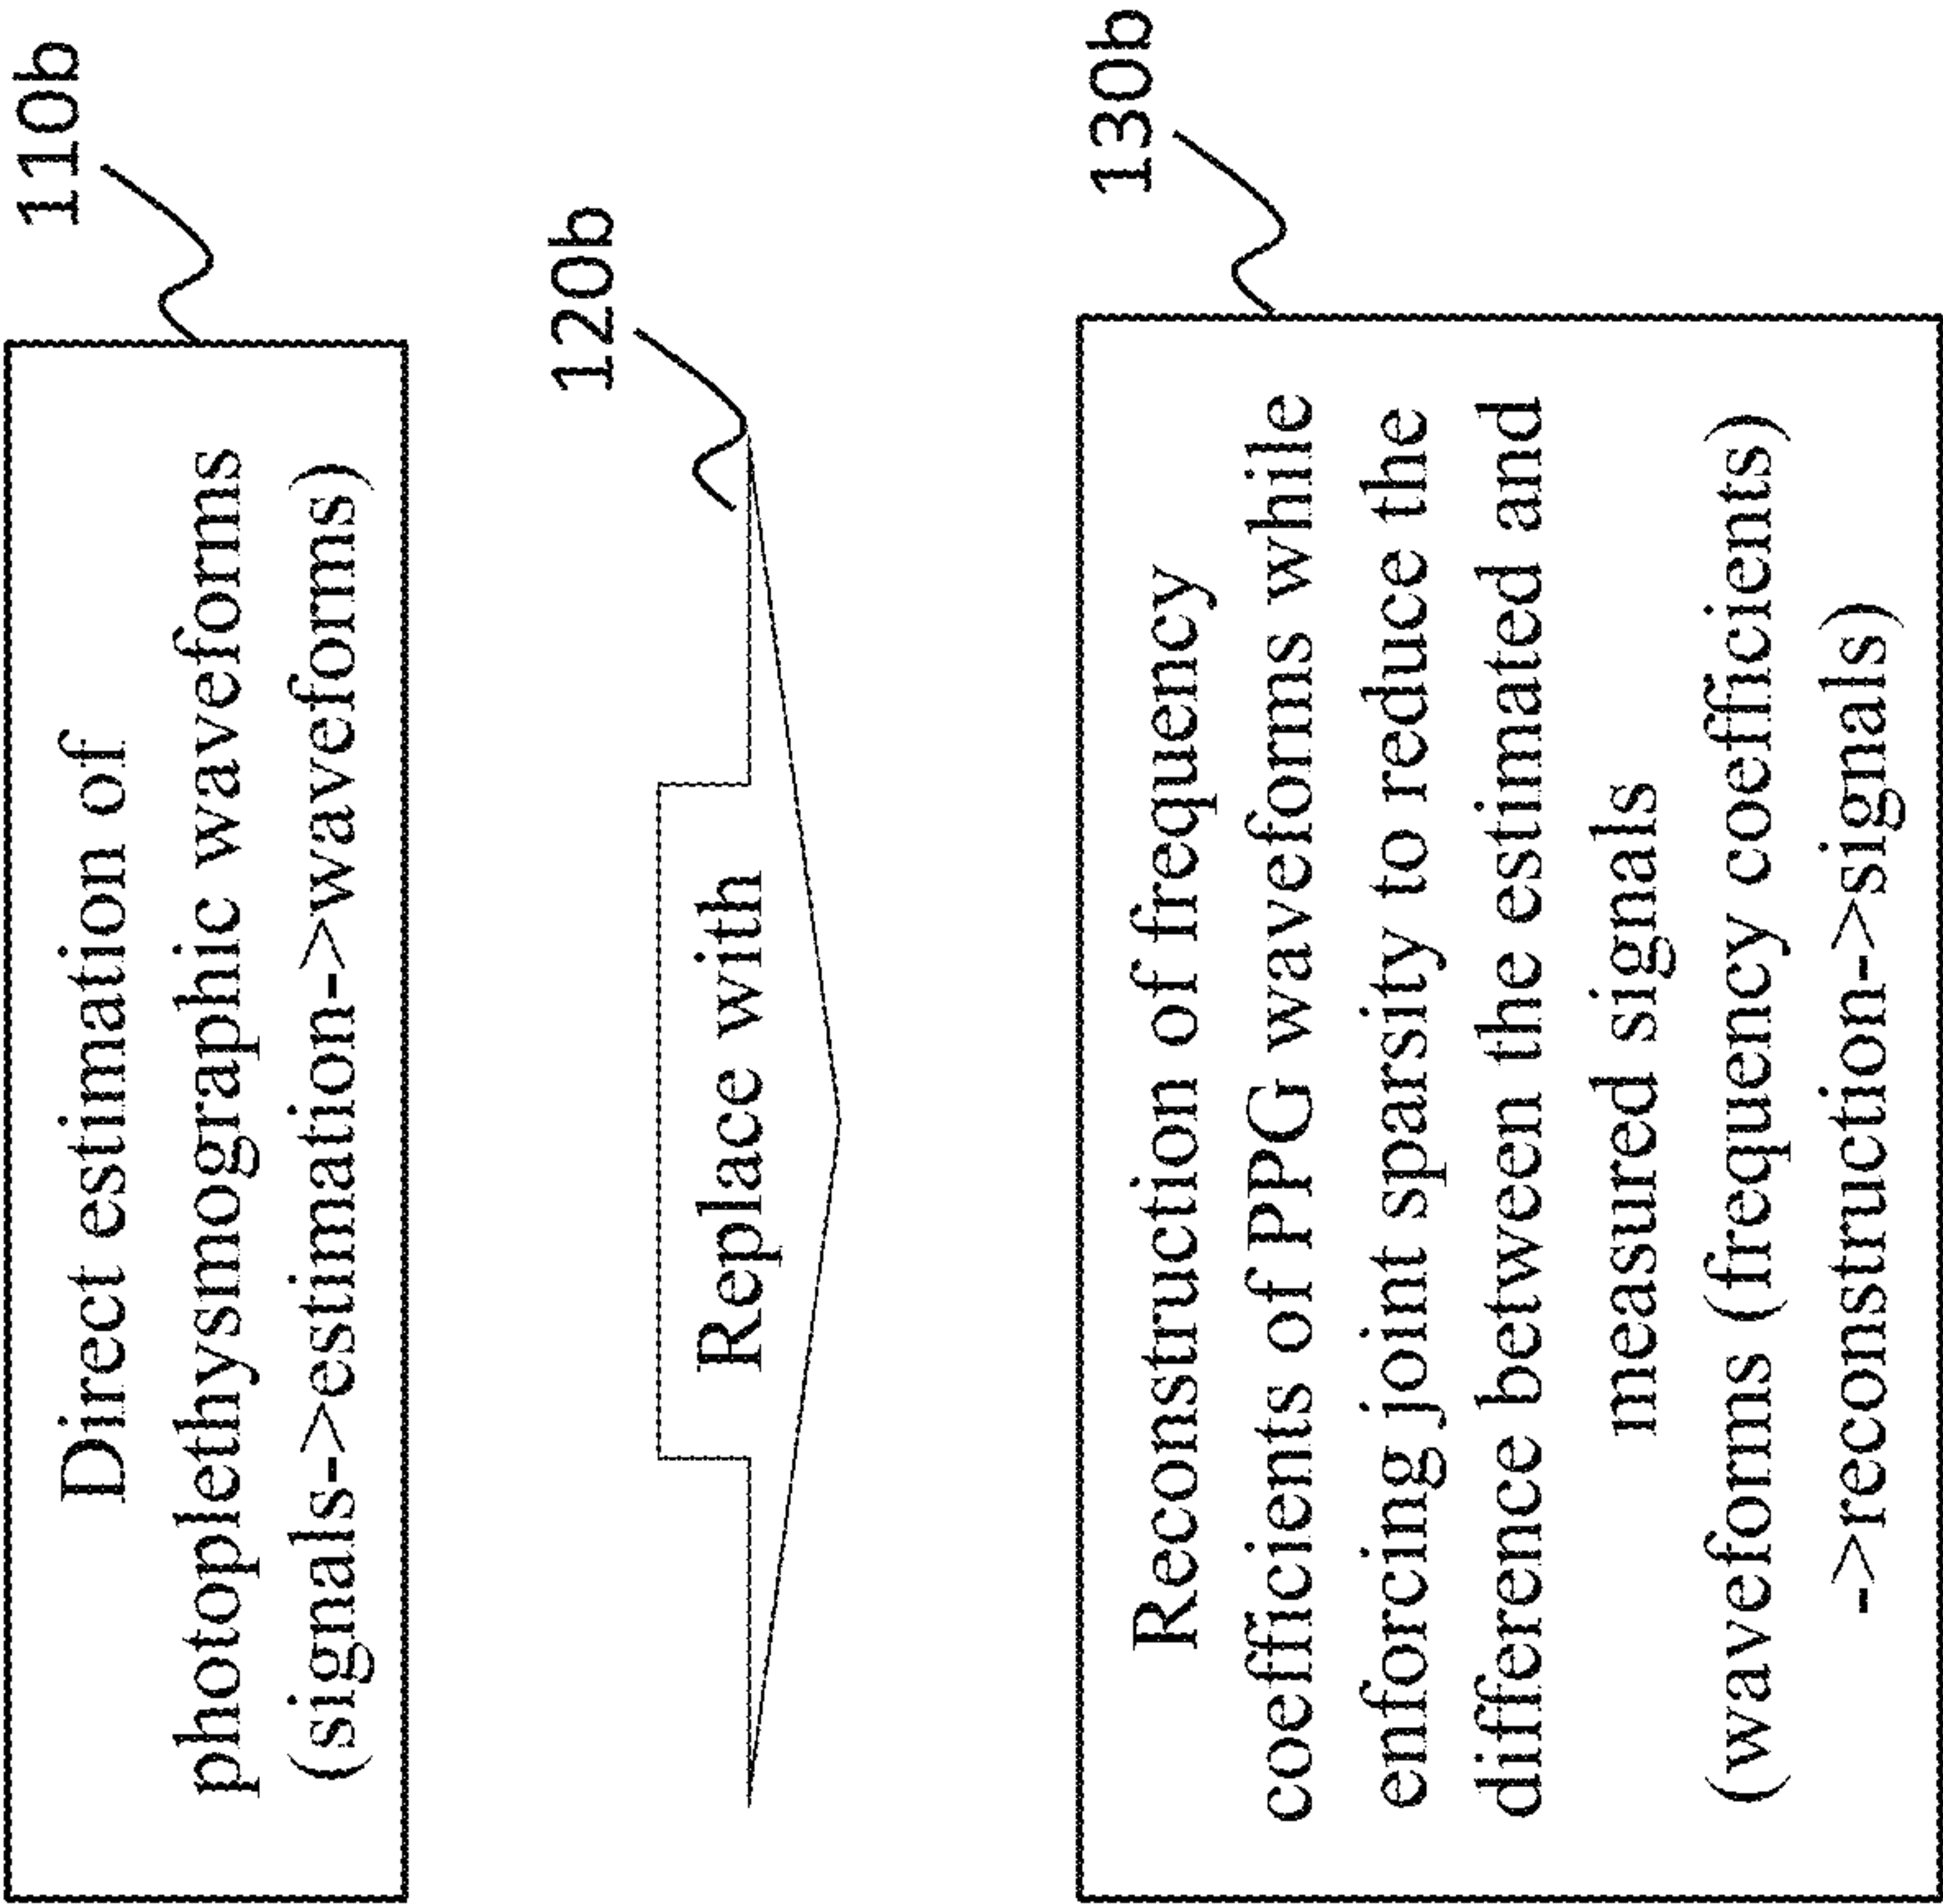 110b
Direct estimation of
photoplethysmographic waveforms
(signals->estimation->waveforms)
120b
Replace with
130b
Reconstruction of frequency
coefficients of PPG waveforms while
enforcing joint sparsity to reduce the
difference between the estimated and
measured signals
(waveforms (frequency coefficients)
->reconstruction->signals)